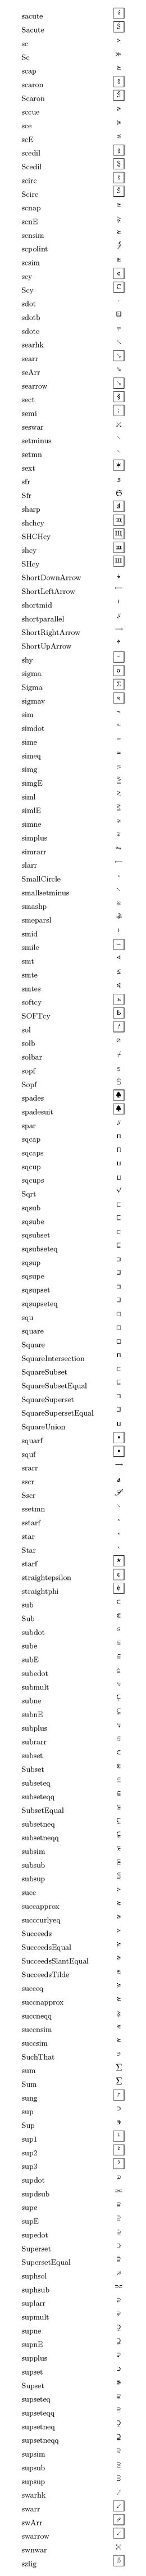 sacute ś
Sacute Ś
sc ≻
Sc ⪼
scap ⪸
scaron š
Scaron Š
sccue ≽
sce ⪰
scE ⪴
scedil ş
Scedil Ş
scirc ŝ
Scirc Ŝ
scnap ⪺
scnE ⪶
scnsim ⋩
scpolint ⨓
scsim ≿
scy с
Scy С
sdot ⋅
sdotb ⊡
sdote ⩦
searhk ⤥
searr ↘
seArr ⇘
searrow ↘
sect §
semi ;
seswar ⤩
setminus ∖
setmn ∖
sext ✶
sfr 𝔰
Sfr 𝔖
sharp ♯
shchcy щ
SHCHcy Щ
shcy ш
SHcy Ш
ShortDownArrow
ShortLeftArrow
shortmid ∣
shortparallel ∥
ShortRightArrow
ShortUpArrow
shy -
sigma σ
Sigma Σ
sigmav ς
sim ∼
simdot ⩪
sime ≃
simeq ≃
simg ⪞
simgE ⪠
siml ⪝
simlE ⪟
simne ≆
simplus ⨤
simrarr ⥲
slarr
SmallCircle
smallsetminus ∖
smashp ⨳
smeparsl ⧤
smid ∣
smile ⌣
smt ⪪
smte ⪬
smtes ⪬
softcy ь
SOFTcy Ь
sol /
solb ⧄
solbar ⌿
sopf 𝕤
Sopf 𝕊
spades ♠
spadesuit ♠
spar ∥
sqcap ⊓
sqcaps ⊓
sqcup ⊔
sqcups ⊔
Sqrt √
sqsub ⊏
sqsube ⊑
sqsubset ⊏
sqsubseteq ⊑
sqsup ⊐
sqsupe ⊒
sqsupset ⊐
sqsupseteq ⊒
squ □
square □
Square □
SquareIntersection ⊓
SquareSubset ⊏
SquareSubsetEqual ⊑
SquareSuperset ⊐
SquareSupersetEqual ⊒
SquareUnion ⊔
squarf ▪
squf ▪
srarr →
sscr 𝓈
Sscr 𝒮
ssetmn ∖
sstarf ⋆
star ⋆
Star ⋆
starf ★
straightepsilon
straightphi
sub ⊂
Sub ⋐
subdot ⪽
sube ⊆
subE ⫅
subedot ⫃
submult ⫁
subne ⊊
subnE ⫋
subplus ⪿
subrarr ⥹
subset ⊂
Subset ⋐
subseteq ⊆
subseteqq ⫅
SubsetEqual ⊆
subsetneq ⊊
subsetneqq ⫋
subsim ⫇
subsub ⫕
subsup ⫓
succ ≻
succapprox ⪸
succcurlyeq ≽
Succeeds ≻
SucceedsEqual ⪰
SucceedsSlantEqual ≽
SucceedsTilde ≿
succeq ⪰
succnapprox ⪺
succneqq ⪶
succnsim ⋩
succsim ≿
SuchThat ∋
sum ∑
Sum ∑
sung ♪
sup ⊃
Sup ⋑
sup1 ¹
sup2 ²
sup3 ³
supdot ⪾
supdsub ⫘
supe ⊇
supE ⫆
supedot ⫄
Superset ⊃
SupersetEqual ⊇
suphsol
suphsub ⫗
suplarr ⥻
supmult ⫂
supne ⊋
supnE ⫌
supplus ⫀
supset ⊃
Supset ⋑
supseteq ⊇
supseteqq ⫆
supsetneq ⊋
supsetneqq ⫌
supsim ⫈
supsub ⫔
supsup ⫖
swarhk ⤦
swarr ↙
swArr ⇙
swarrow ↙
swnwar ⤪
szlig ß